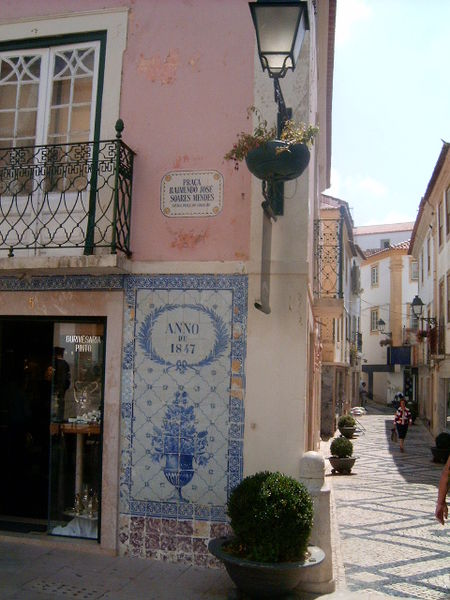 PRAÇA
RAIMUNDO JOSÉ
SOARES MENDES
OURIVESARIA
PINTO
ANNO
DE
1847